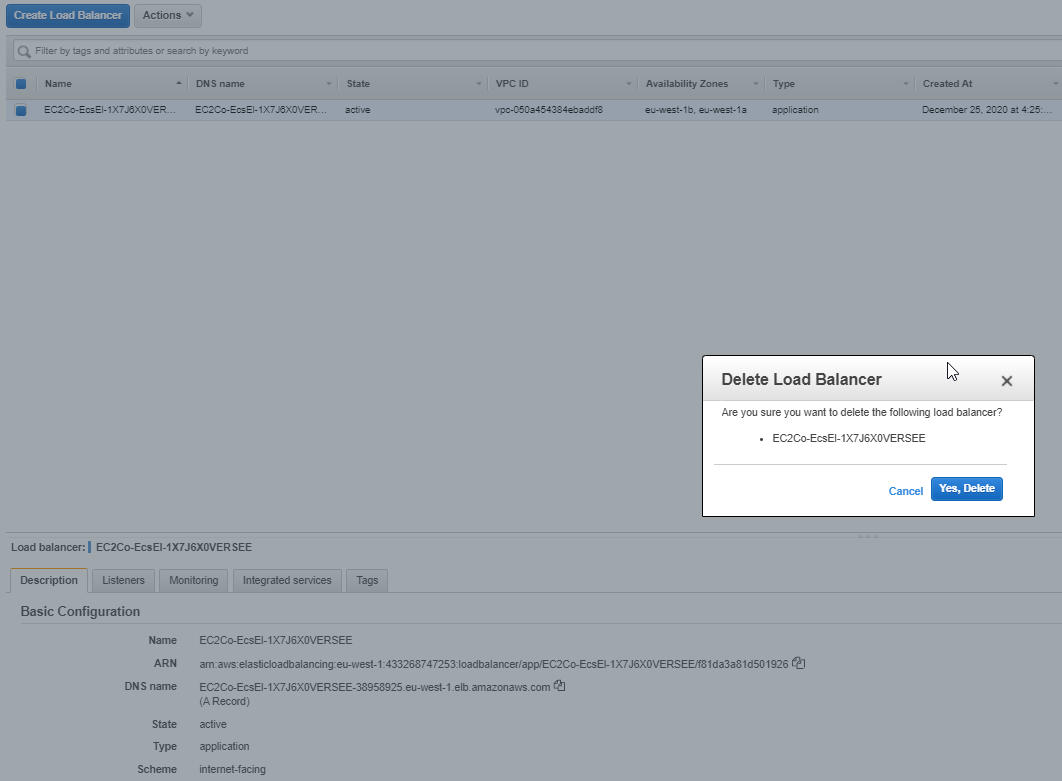 Create Load Balancer Actions
Filter by tags and attributes or search by keyword
Name DNS name State VPC ID Availability Zones Type Created At
EC2Co-EcsEl-1X7J6X0VER... EC2Co-EcsEl-1X7J6X0VER... active vpc-050a454384ebaddf8 eu-west-1b, eu-west-1a application December 25, 2020 at 4:25:...
Delete Load Balancer
Are you sure you want to delete the following load balancer?
• EC2Co-EcsEl-1X7J6X0VERSEE
Cancel Yes, Delete
Load balancer: EC2Co-EcsEl-1X7J6X0VERSEE
Description Listeners Monitoring Integrated services Tags
Basic Configuration
Name EC2Co-EcsEl-1X7J6X0VERSEE
ARN arn:aws:elasticloadbalancing:eu-west-1:433268747253:loadbalancer/app/EC2Co-EcsEl-1X7J6X0VERSEE/f81da3a81d501926
DNS name EC2Co-EcsEl-1X7J6X0VERSEE-38958925.eu-west-1.elb.amazonaws.com
(A Record)
State active
Type application
Scheme internet-facing